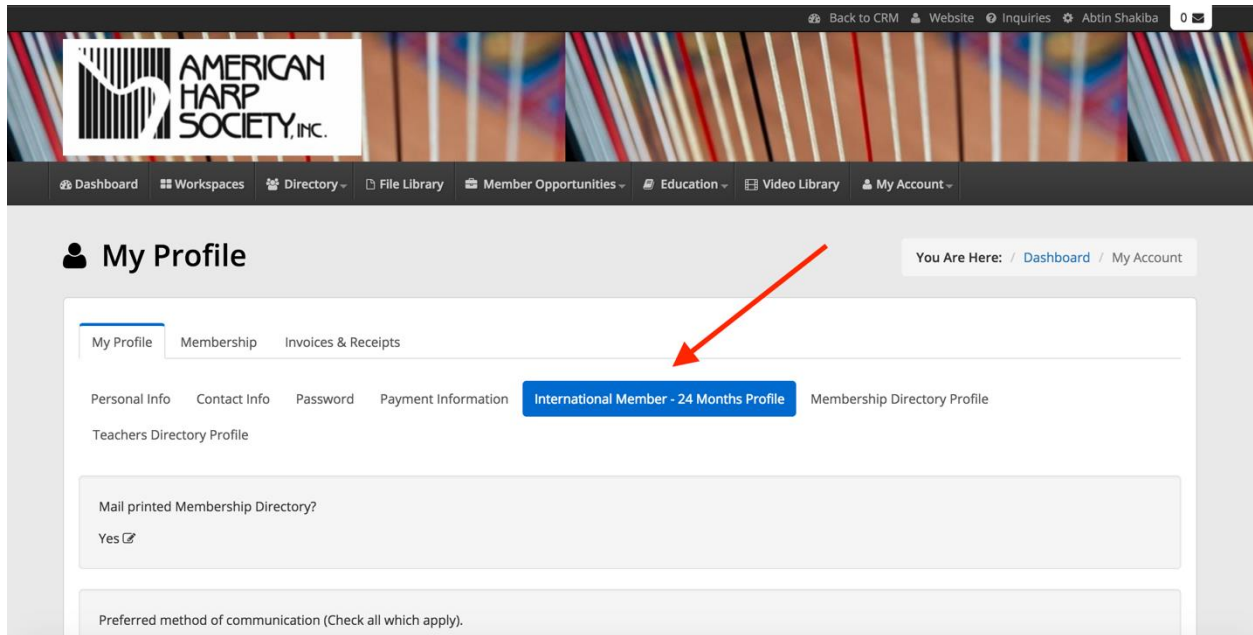 Back to CRM Website Inquiries Abtin Shakiba 0
AMERICAN
HARP
SOCIETY, INC.
Dashboard Workspaces Directory File Library Member Opportunities Education Video Library My Account
My Profile
You Are Here: / Dashboard / My Account
My Profile Membership Invoices & Receipts
Personal Info Contact Info Password Payment Information International Member - 24 Months Profile Membership Directory Profile
Teachers Directory Profile
Mail printed Membership Directory?
Yes
Preferred method of communication (Check all which apply).